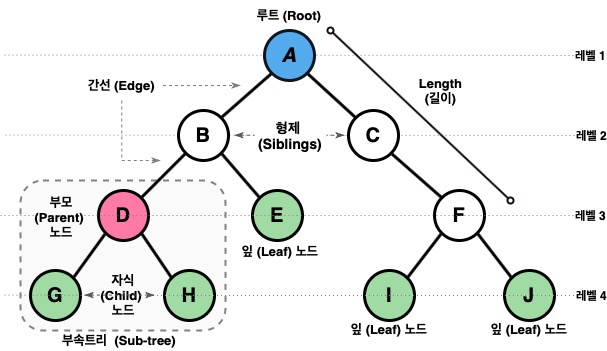 루트 (Root)
A
레벨 1
간선 (Edge)
Length
(길이)
B
형제
(Siblings)
C
레벨 2
부모
(Parent)
노드
D
E
F
레벨 3
잎 (Leaf) 노드
G
자식
(Child)
노드
H
I
J
레벨 4
잎 (Leaf) 노드
잎 (Leaf) 노드
부속트리 (Sub-tree)